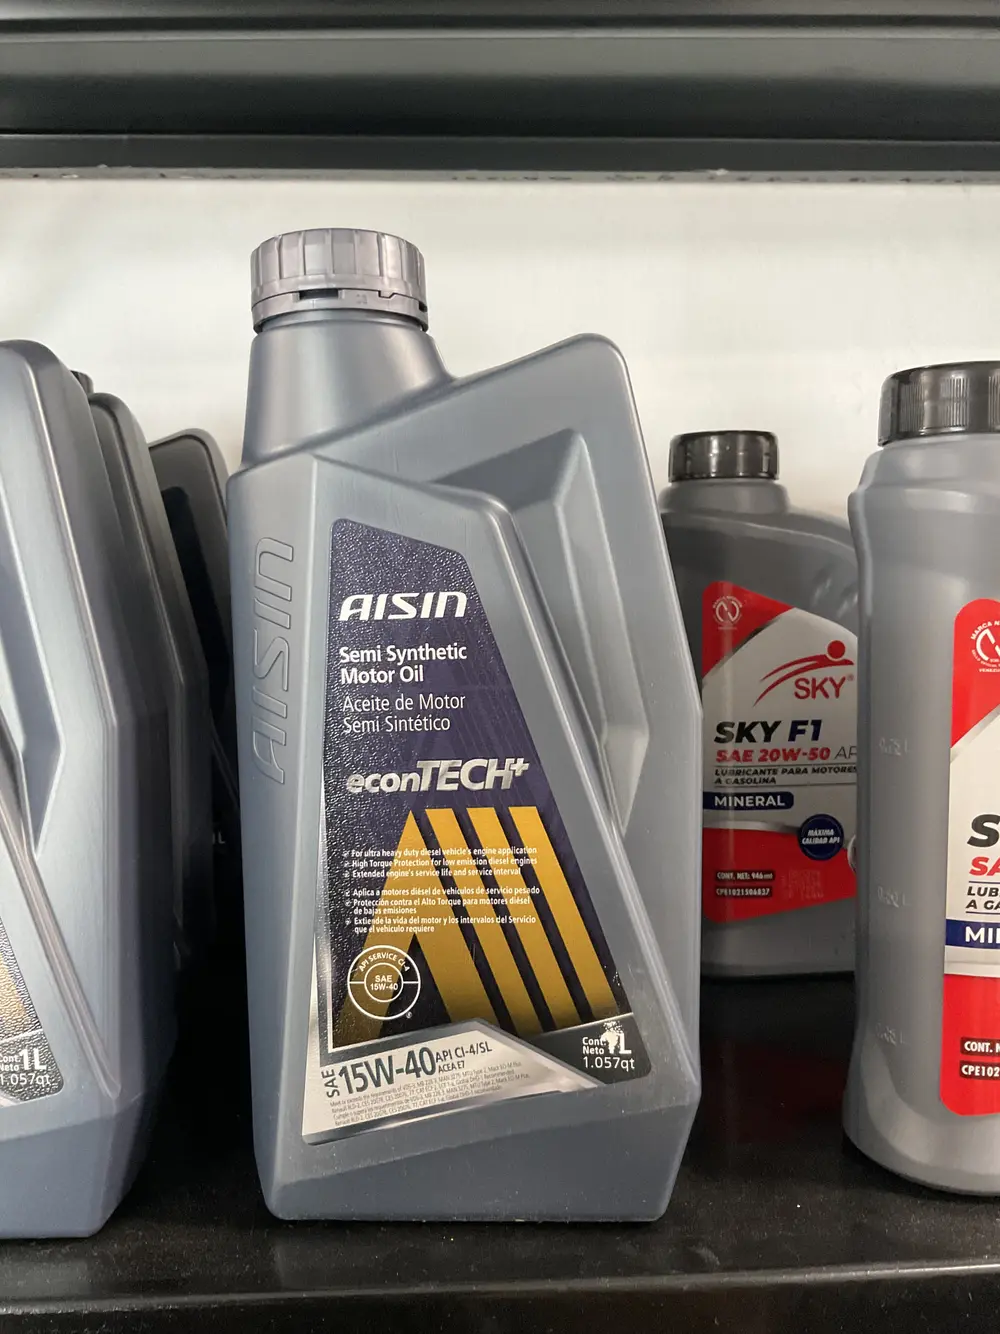 AISIN
AISIN
Semi Synthetic
Motor Oil
Aceite de Motor
Semi Sintético
econTECH+
For ultra heavy duty diesel vehicle's engine application
High Torque Protection for low emission diesel engines
Extended engine's service life and service interval
Aplica a motores diésel de vehículos de servicio pesado
Protección contra el Alto Torque para motores diésel
de bajas emisiones
Extiende la vida del motor y los intervalos del Servicio
que el vehículo requiere
API SERVICE CI-4
SAE
15W-40
SAE 15W-40 API CI-4/SL
ACEA E7
Cont.
Neto 1L
1.057qt
Cont
Neto 1L
1.057qt
SKY
SKY F1
SAE 20W-50 AP
LUBRICANTE PARA MOTORES
A GASOLINA
MINERAL
MÁXIMA
CALIDAD API
CONT. NET: 946 ml
CPE1021506827
MARCA N
S
SA
LUB
A GA
MI
CONT. N
CPE102